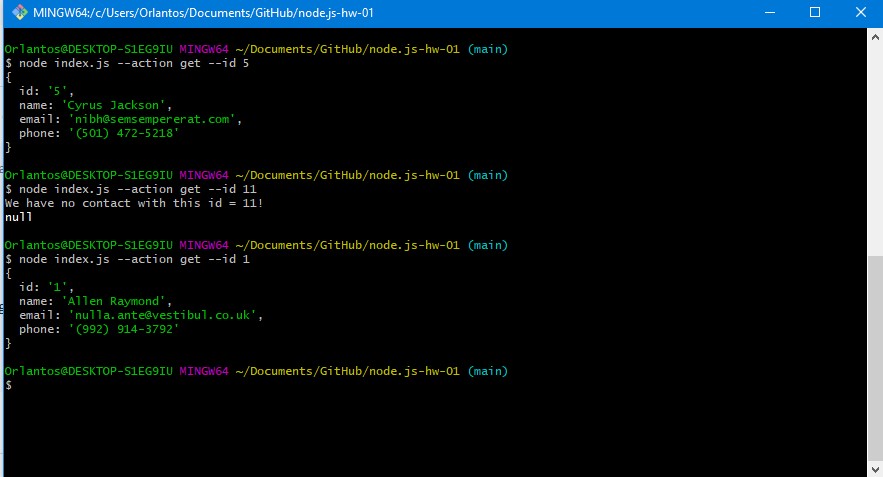 MINGW64:/c/Users/Orlantos/Documents/GitHub/node.js-hw-01
Orlantos@DESKTOP-S1EG9IU MINGW64 ~/Documents/GitHub/node.js-hw-01 (main)
$ node index.js --action get --id 5
{
  id: '5',
  name: 'Cyrus Jackson',
  email: 'nibh@semsempererat.com',
  phone: '(501) 472-5218'
}
Orlantos@DESKTOP-S1EG9IU MINGW64 ~/Documents/GitHub/node.js-hw-01 (main)
$ node index.js --action get --id 11
We have no contact with this id = 11!
null
Orlantos@DESKTOP-S1EG9IU MINGW64 ~/Documents/GitHub/node.js-hw-01 (main)
$ node index.js --action get --id 1
{
  id: '1',
  name: 'Allen Raymond',
  email: 'nulla.ante@vestibul.co.uk',
  phone: '(992) 914-3792'
}
Orlantos@DESKTOP-S1EG9IU MINGW64 ~/Documents/GitHub/node.js-hw-01 (main)
$